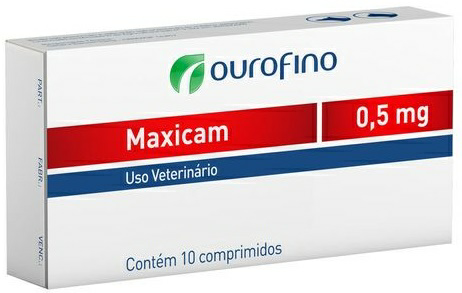 ourofino
Maxicam 0,5 mg
Uso Veterinário
Contém 10 comprimidos
PART.:
FABR.:
VENC.: